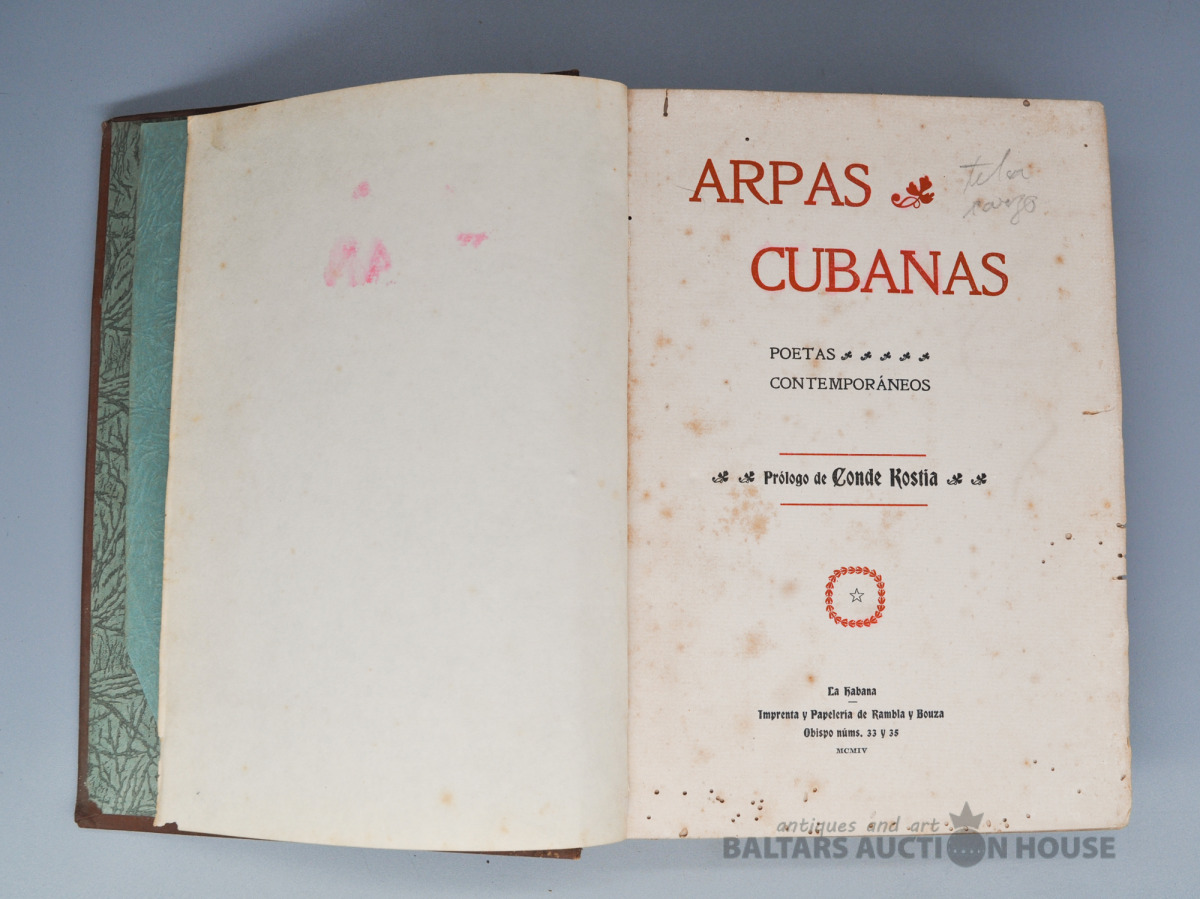 ARPAS
CUBANAS
POETAS
CONTEMPORÁNEOS
Prólogo de Conde Kostia
La Habana
Imprenta y Papelería de Rambla y Bouza
Obispo núms. 33 y 35
MCMIV
antiques and art
BALTARS AUCTION HOUSE